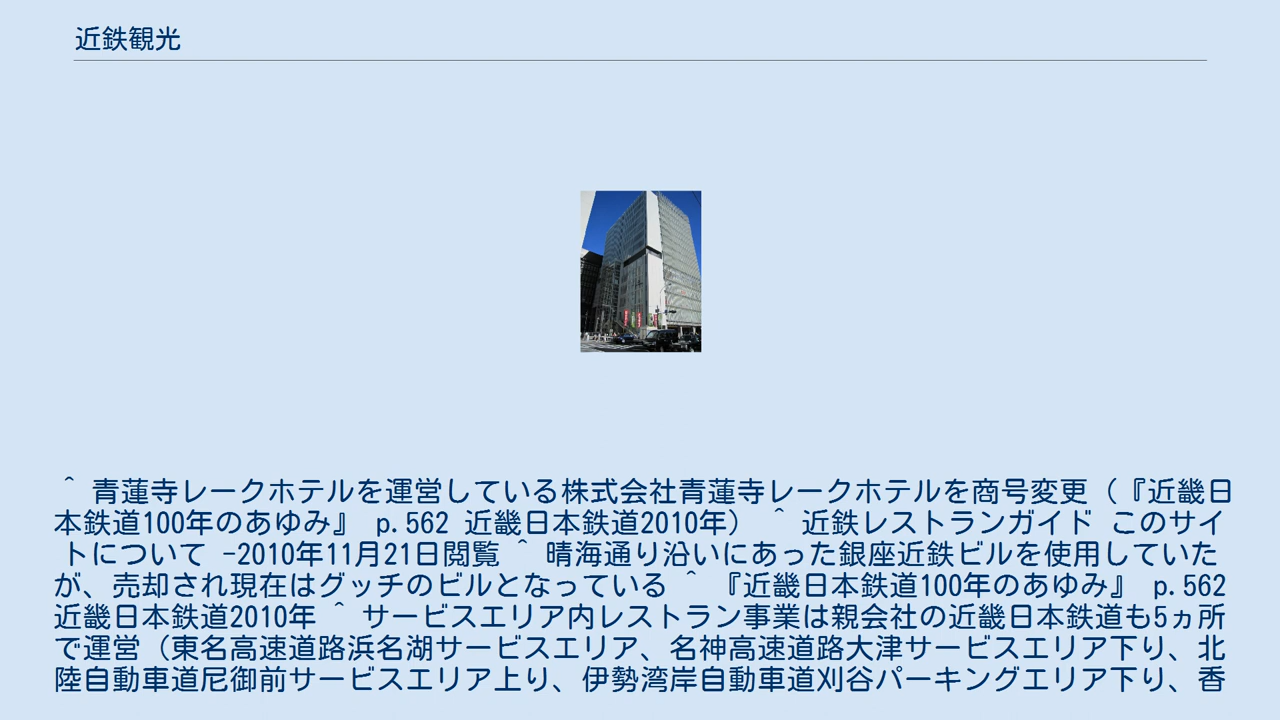 近鉄観光
^ 青蓮寺レークホテルを運営している株式会社青蓮寺レークホテルを商号変更（『近畿日
本鉄道100年のあゆみ』 p.562 近畿日本鉄道2010年） ^ 近鉄レストランガイド このサイ
トについて -2010年11月21日閲覧 ^ 晴海通り沿いにあった銀座近鉄ビルを使用していた
が、売却され現在はグッチのビルとなっている ^ 『近畿日本鉄道100年のあゆみ』 p.562
近畿日本鉄道2010年 ^ サービスエリア内レストラン事業は親会社の近畿日本鉄道も5ヵ所
で運営（東名高速道路浜名湖サービスエリア、名神高速道路大津サービスエリア下り、北
陸自動車道尼御前サービスエリア上り、伊勢湾岸自動車道刈谷パーキングエリア下り、香